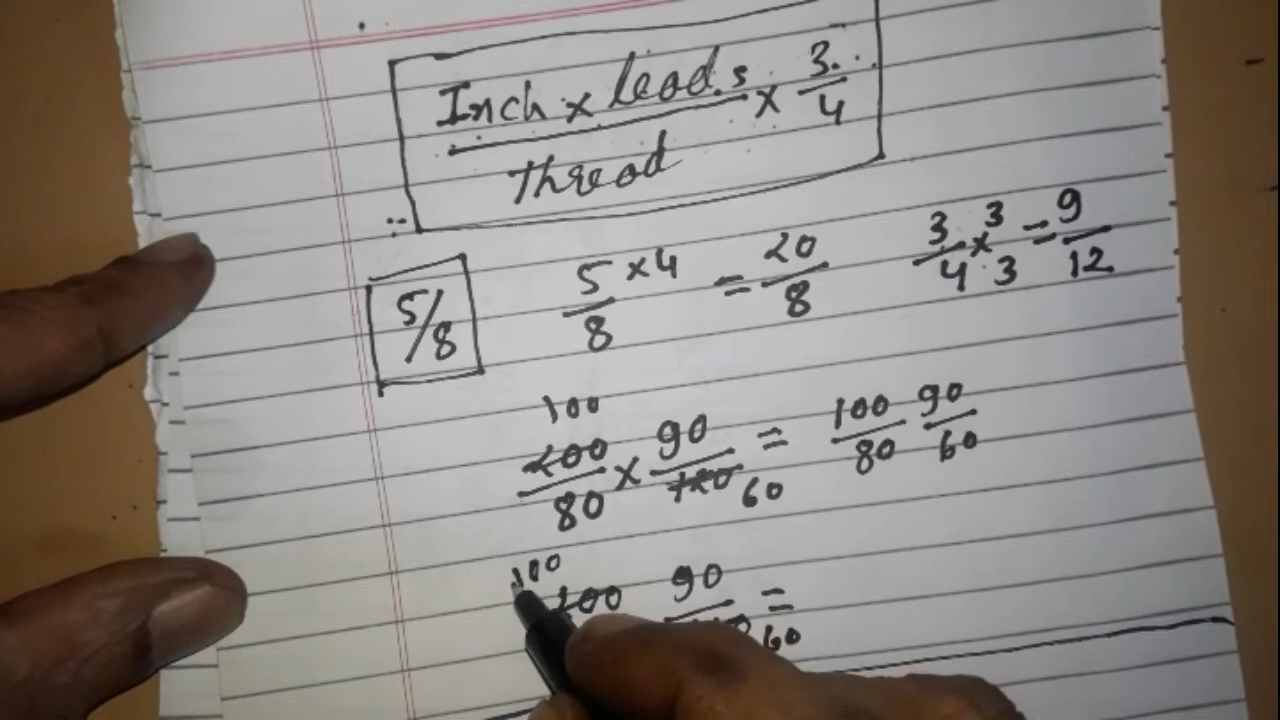 Inch x Lead.s x 3/4
Thread
5/8
5/8 x4 = 20/8
3/4 x 3/3 = 9/12
100
200/80 x 90/120 = 100/80 90/60
60
100
200 90 =
60